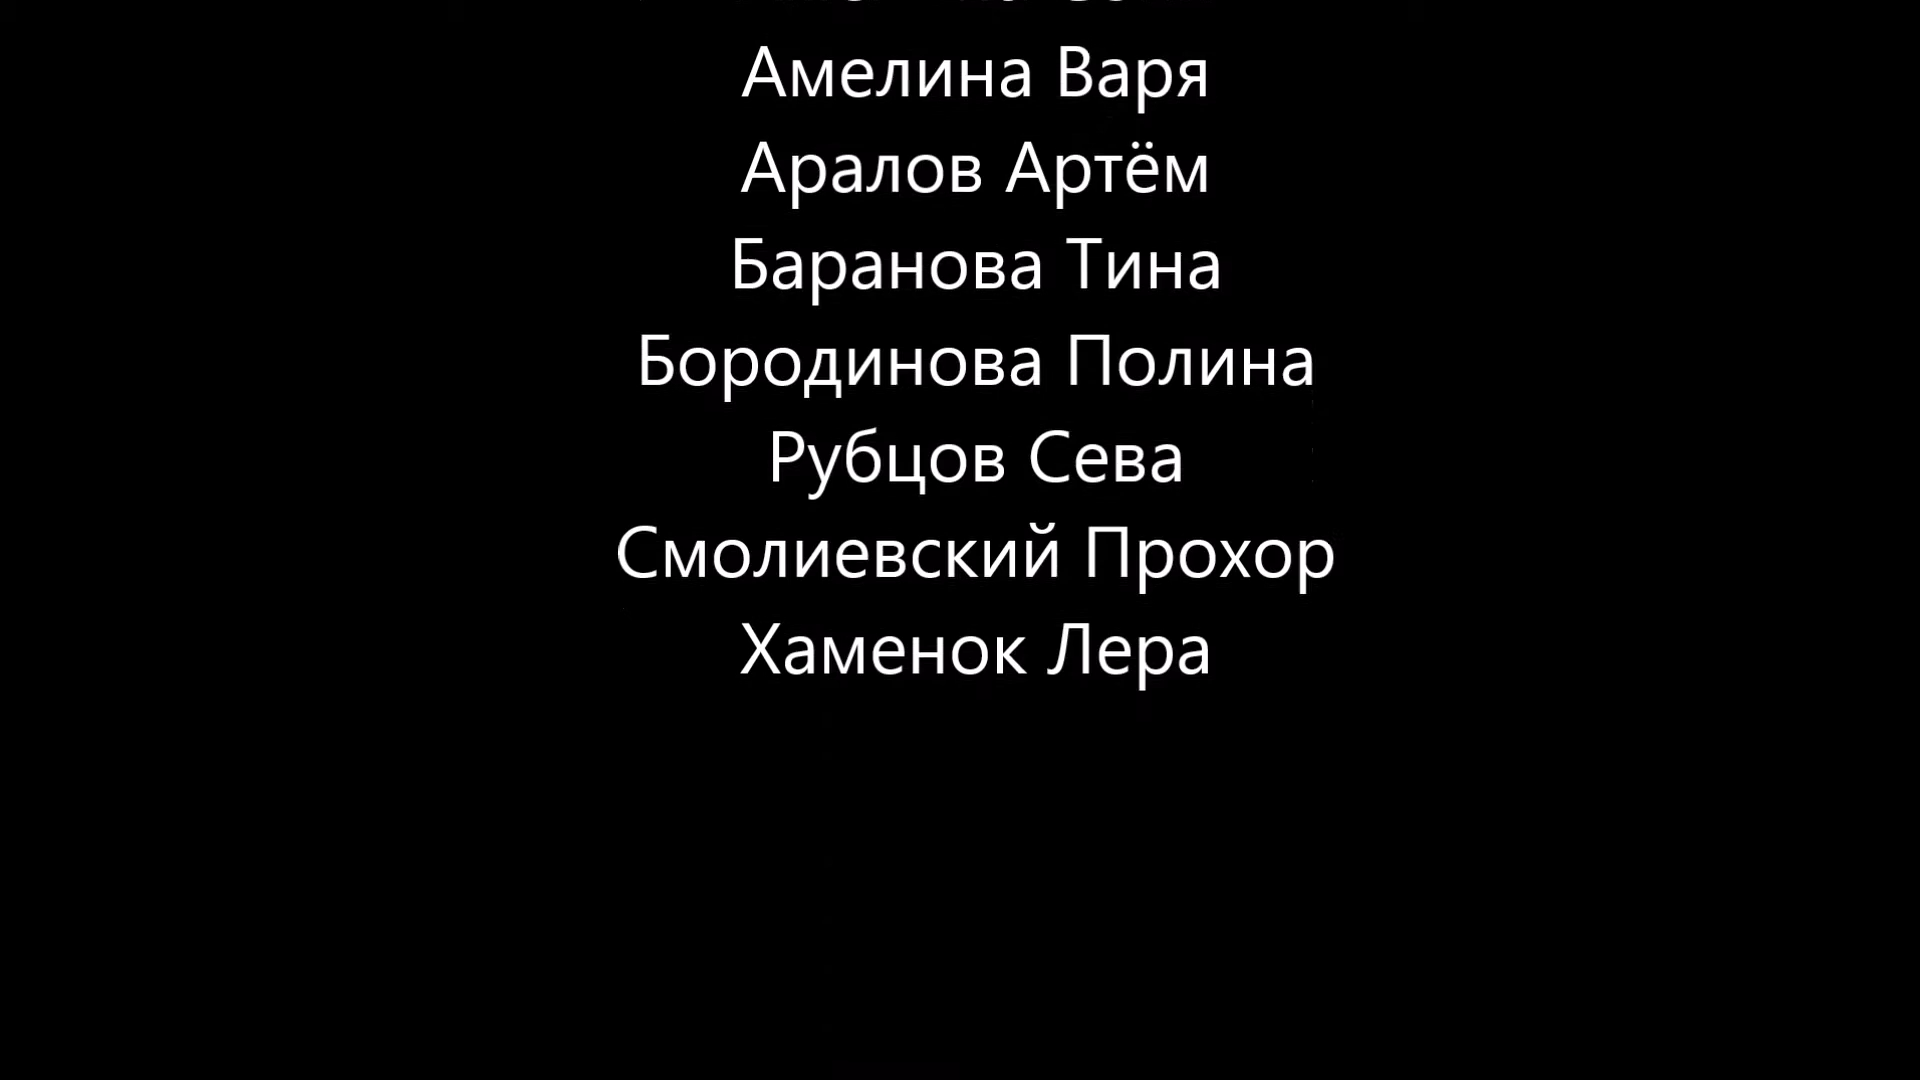 Амелина Варя
Аралов Артём
Баранова Тина
Бородинова Полина
Рубцов Сева
Смолиевский Прохор
Хаменок Лера